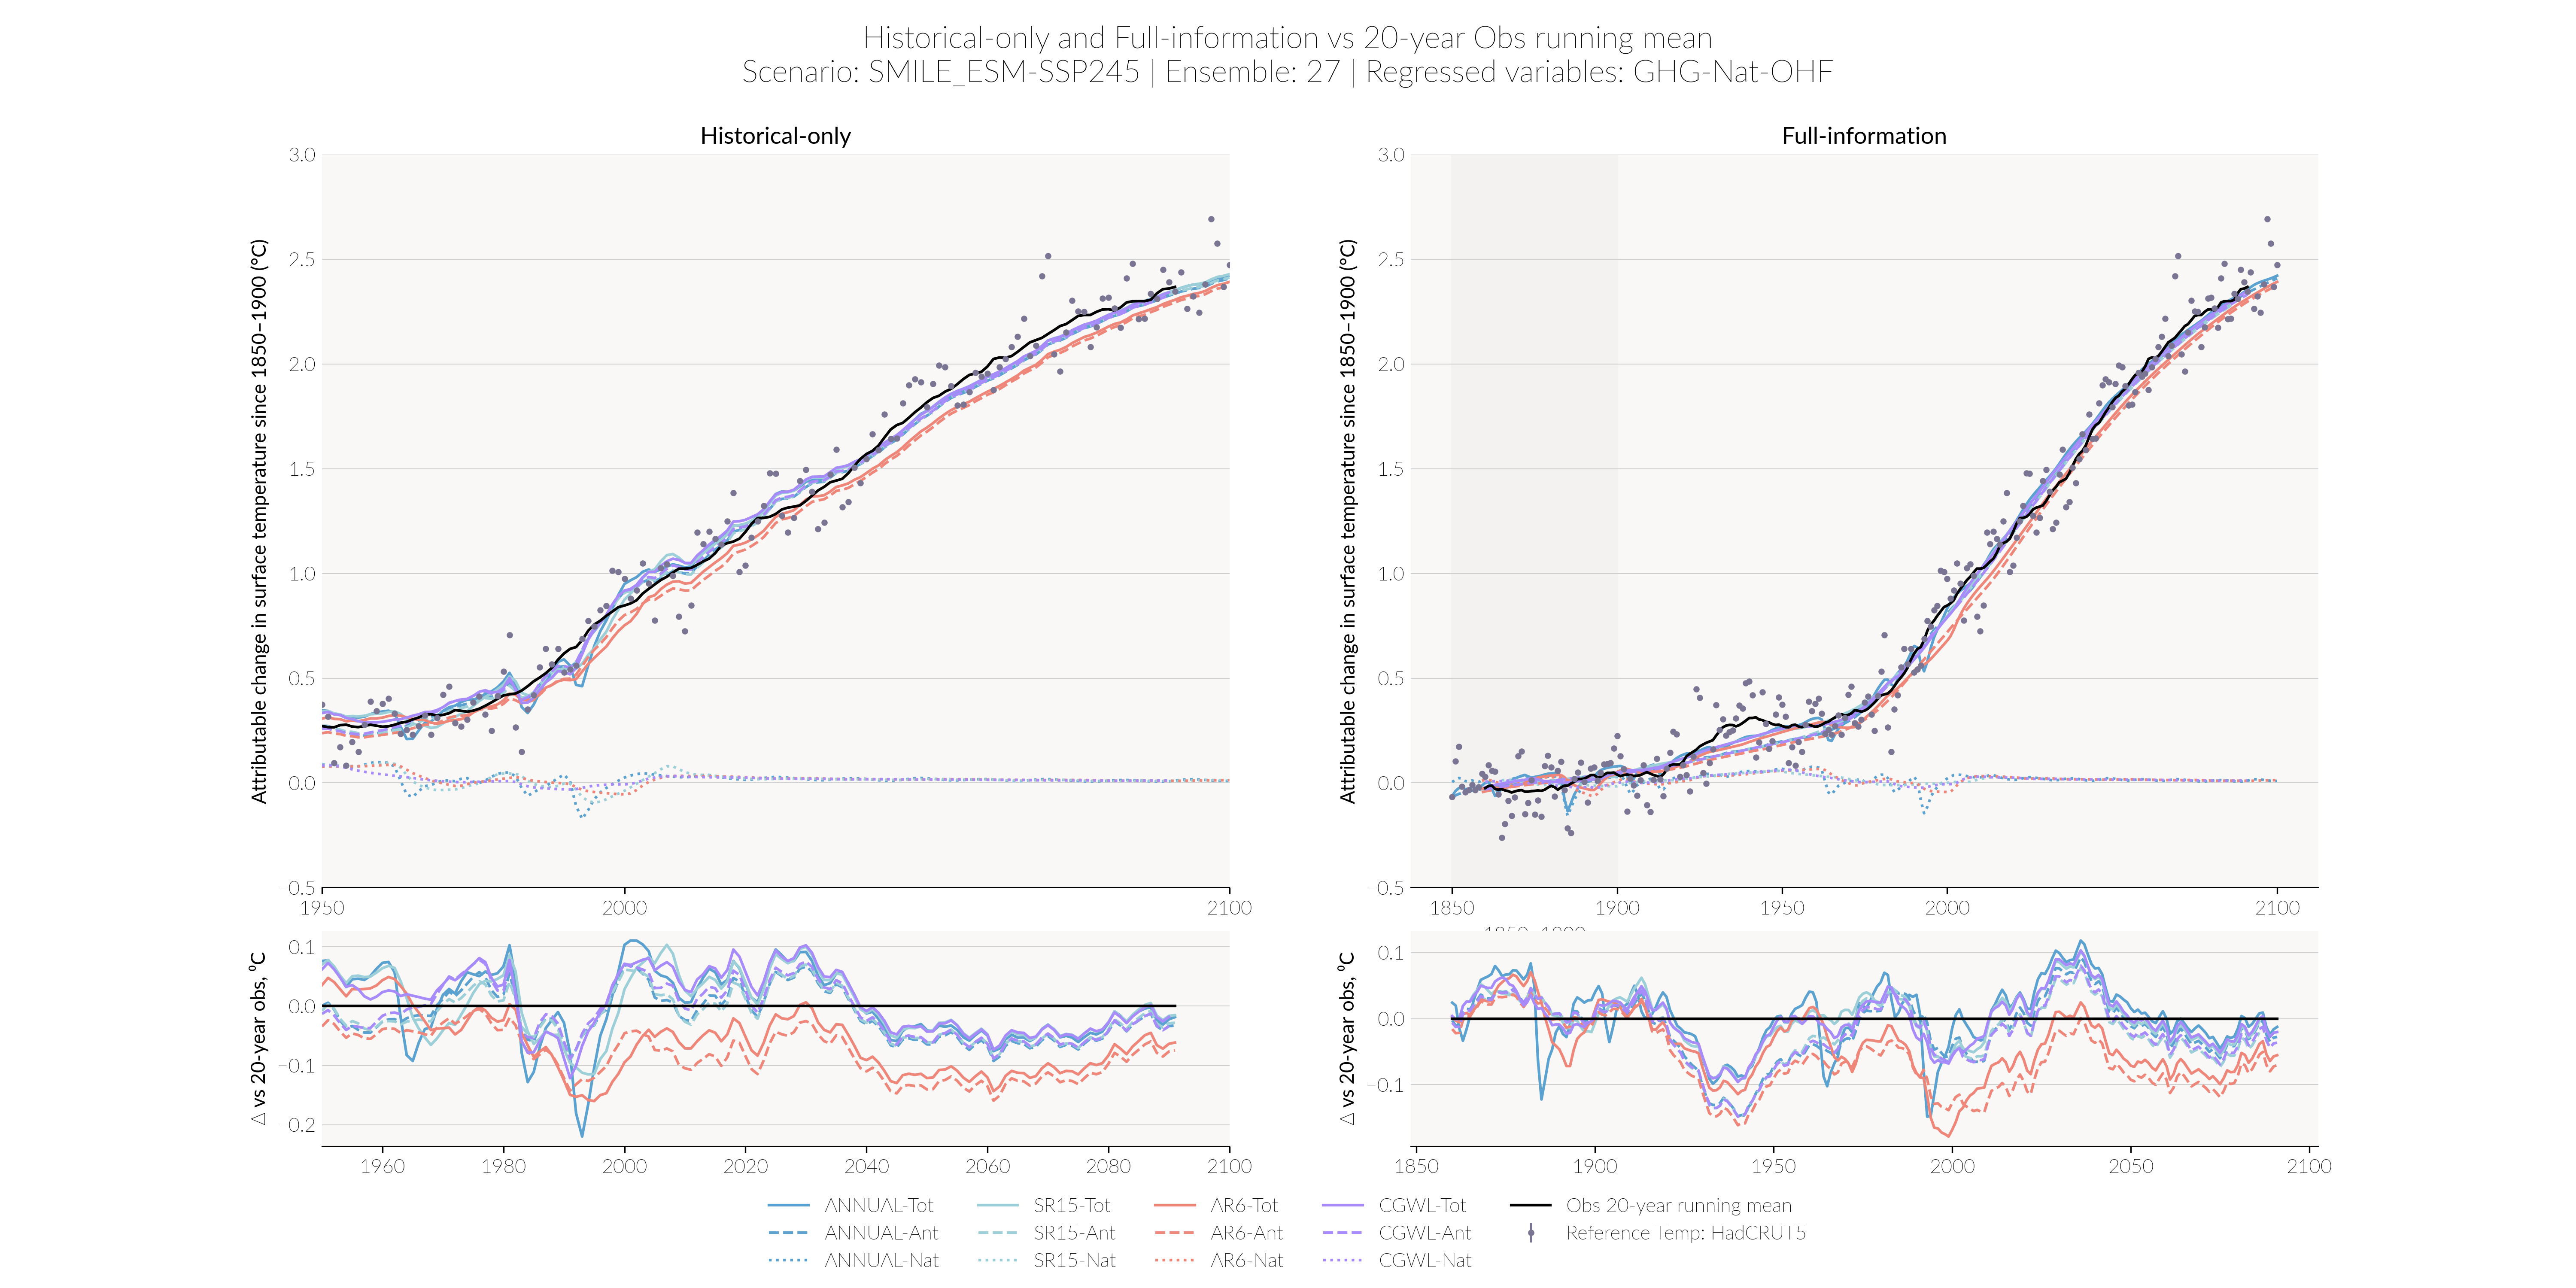 Historical-only and Full-information vs 20-year Obs running mean
Scenario: SMILE_ESM-SSP245 | Ensemble: 27 | Regressed variables: GHG-Nat-OHF
Historical-only
Attributable change in surface temperature since 1850–1900 (°C)
3.0
2.5
2.0
1.5
1.0
0.5
0.0
−0.5
1950 2000 2100
Δ vs 20-year obs, °C
0.1
0.0
−0.1
−0.2
1960 1980 2000 2020 2040 2060 2080 2100
Full-information
Attributable change in surface temperature since 1850–1900 (°C)
3.0
2.5
2.0
1.5
1.0
0.5
0.0
−0.5
1850 1900 1950 2000 2100
Δ vs 20-year obs, °C
0.1
0.0
−0.1
1850 1900 1950 2000 2050 2100
ANNUAL-Tot SR15-Tot AR6-Tot CGWL-Tot Obs 20-year running mean
ANNUAL-Ant SR15-Ant AR6-Ant CGWL-Ant Reference Temp: HadCRUT5
ANNUAL-Nat SR15-Nat AR6-Nat CGWL-Nat